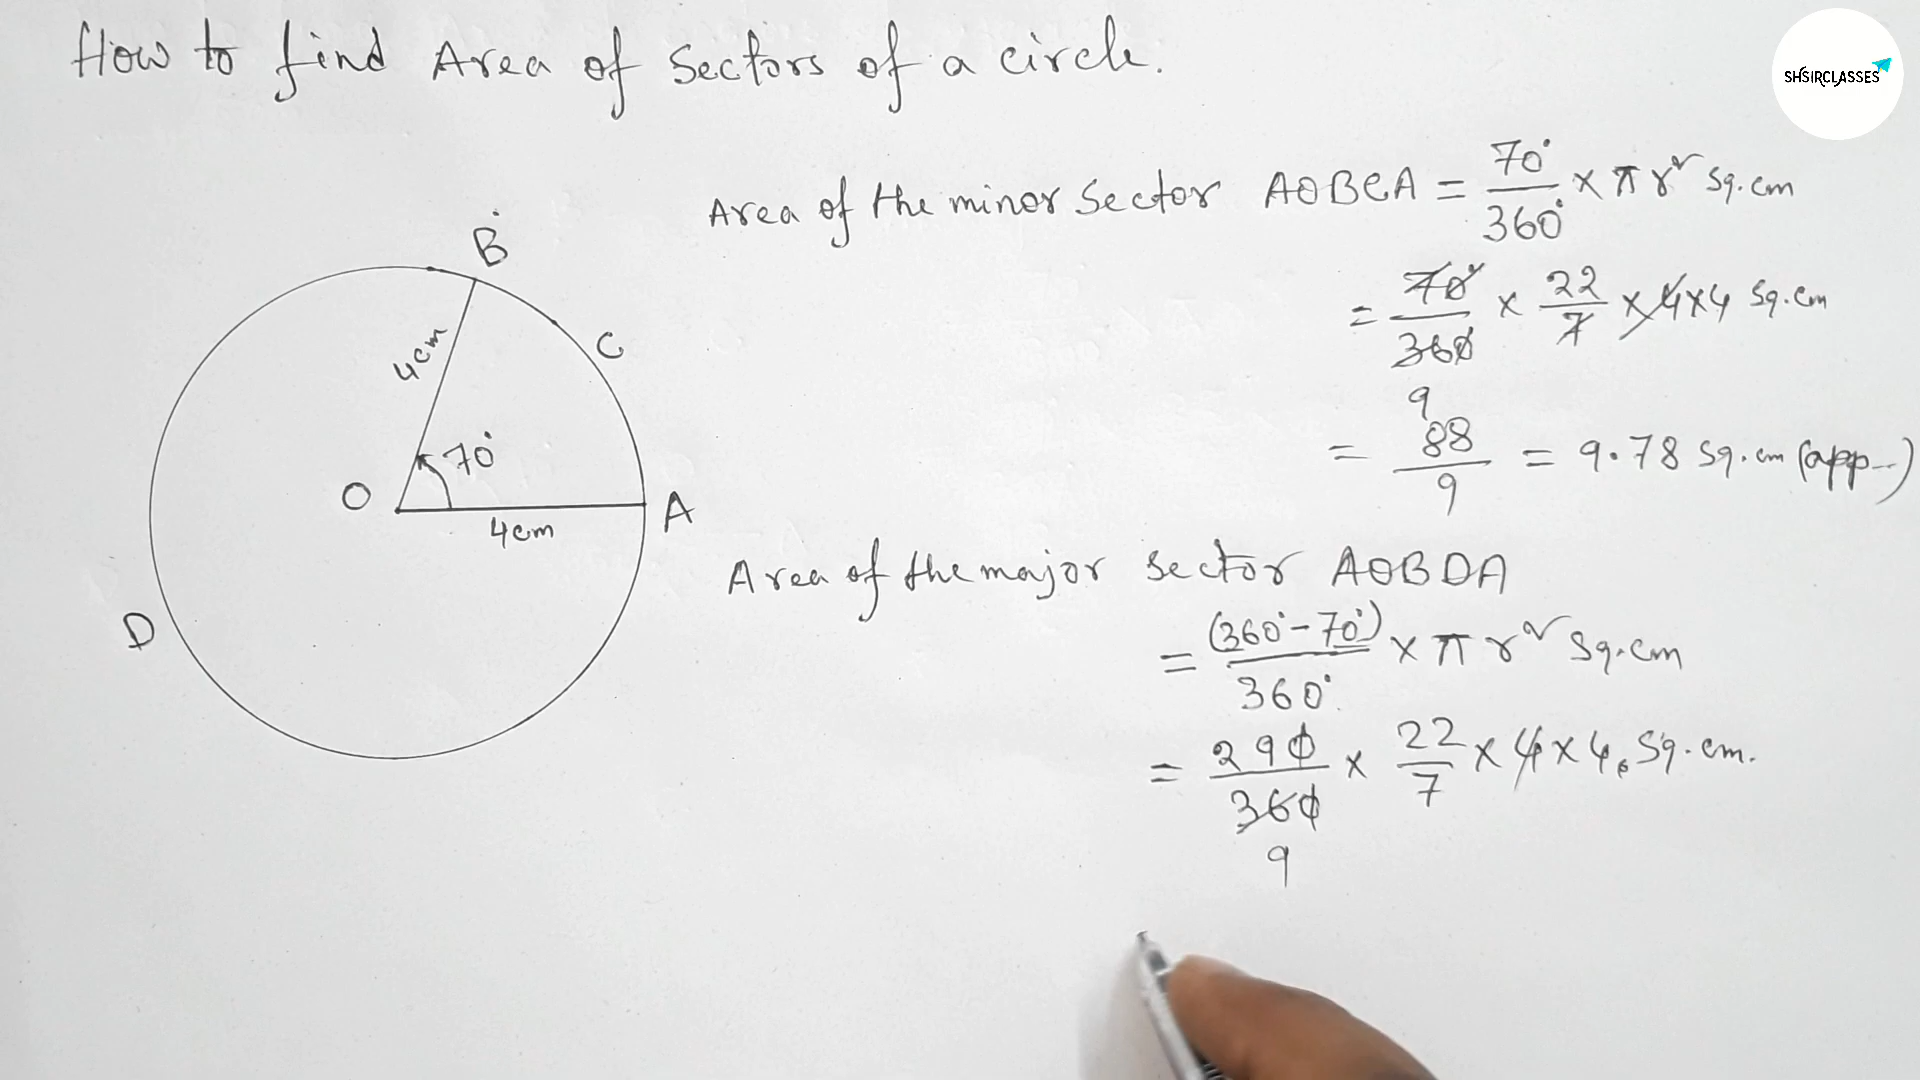 How to find Area of Sectors of a circle.
SHSIRCLASSES
Area of the minor Sector AOBCA = 70°/360° × πr² Sq.cm
= 70/360 × 22/7 × 4×4 Sq.cm
9
= 88/9 = 9.78 Sq.cm (app--)
B
C
4cm
70°
O
A
4cm
D
Area of the major Sector AOBDA
= (360°-70°)/360° × πr² Sq.cm
= 290/360 × 22/7 × 4×4 Sq.cm.
9